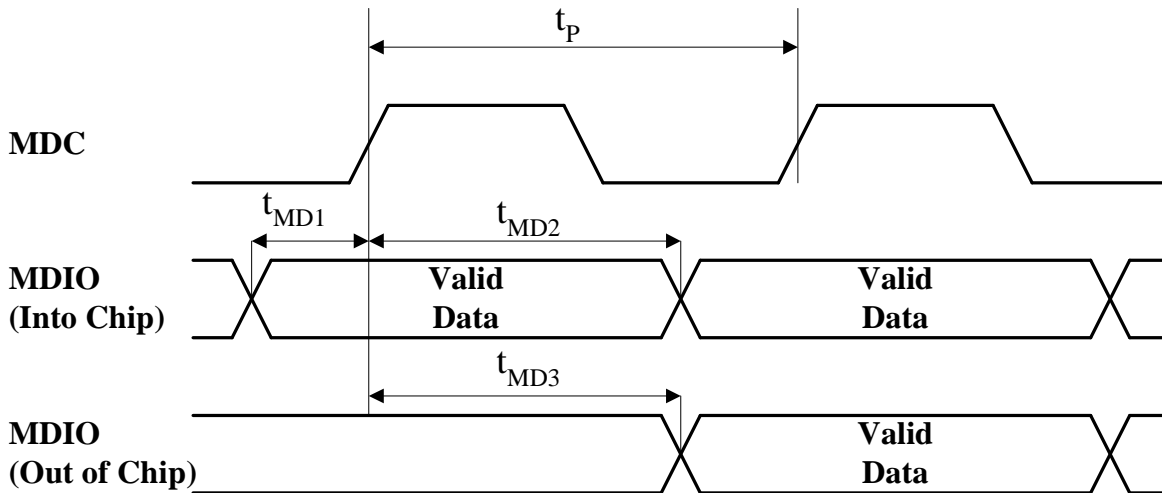 tP
MDC
tMD1
tMD2
MDIO
(Into Chip)
Valid
Data
Valid
Data
tMD3
MDIO
(Out of Chip)
Valid
Data